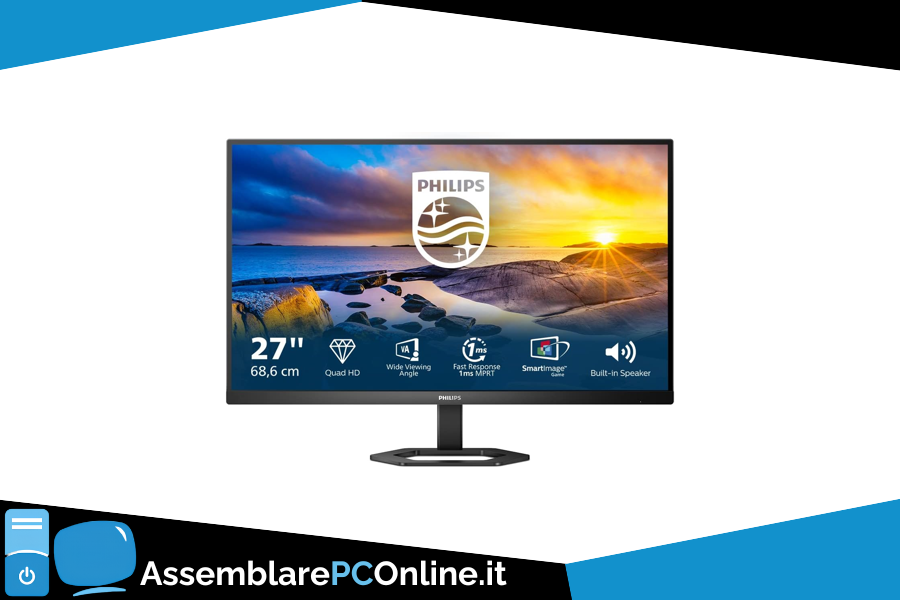 PHILIPS
27"
68,6 cm
Quad HD
VA
Wide Viewing
Angle
1ms
Fast Response
1ms MPRT
SmartImage™
Game
Built-in Speaker
PHILIPS
AssemblarePCOnline.it